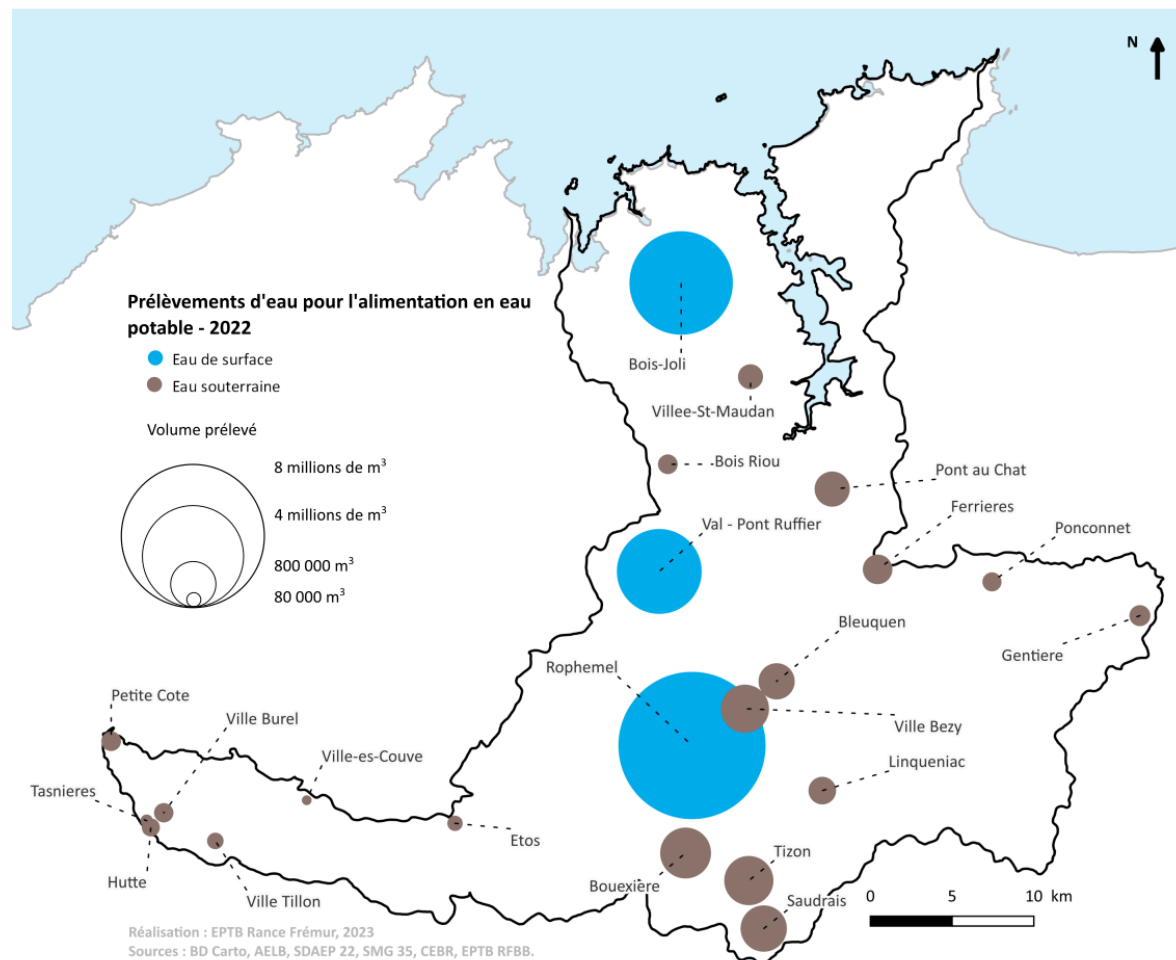 N
Prélèvements d'eau pour l'alimentation en eau
potable - 2022
Eau de surface
Eau souterraine
Volume prélevé
8 millions de m³
4 millions de m³
800 000 m³
80 000 m³
Bois-Joli
Villee-St-Maudan
Bois Riou
Pont au Chat
Val - Pont Ruffier
Ferrieres
Ponconnet
Bleuquen
Gentiere
Rophemel
Petite Cote
Ville Burel
Ville Bezy
Ville-es-Couve
Linqueniac
Tasnieres
Etos
Tizon
Hutte
Bouexière
Ville Tillon
Saudrais
0 5 10 km
Réalisation : EPTB Rance Frémur, 2023
Sources : BD Carto, AELB, SDAEP 22, SMG 35, CEBR, EPTB RFBB.